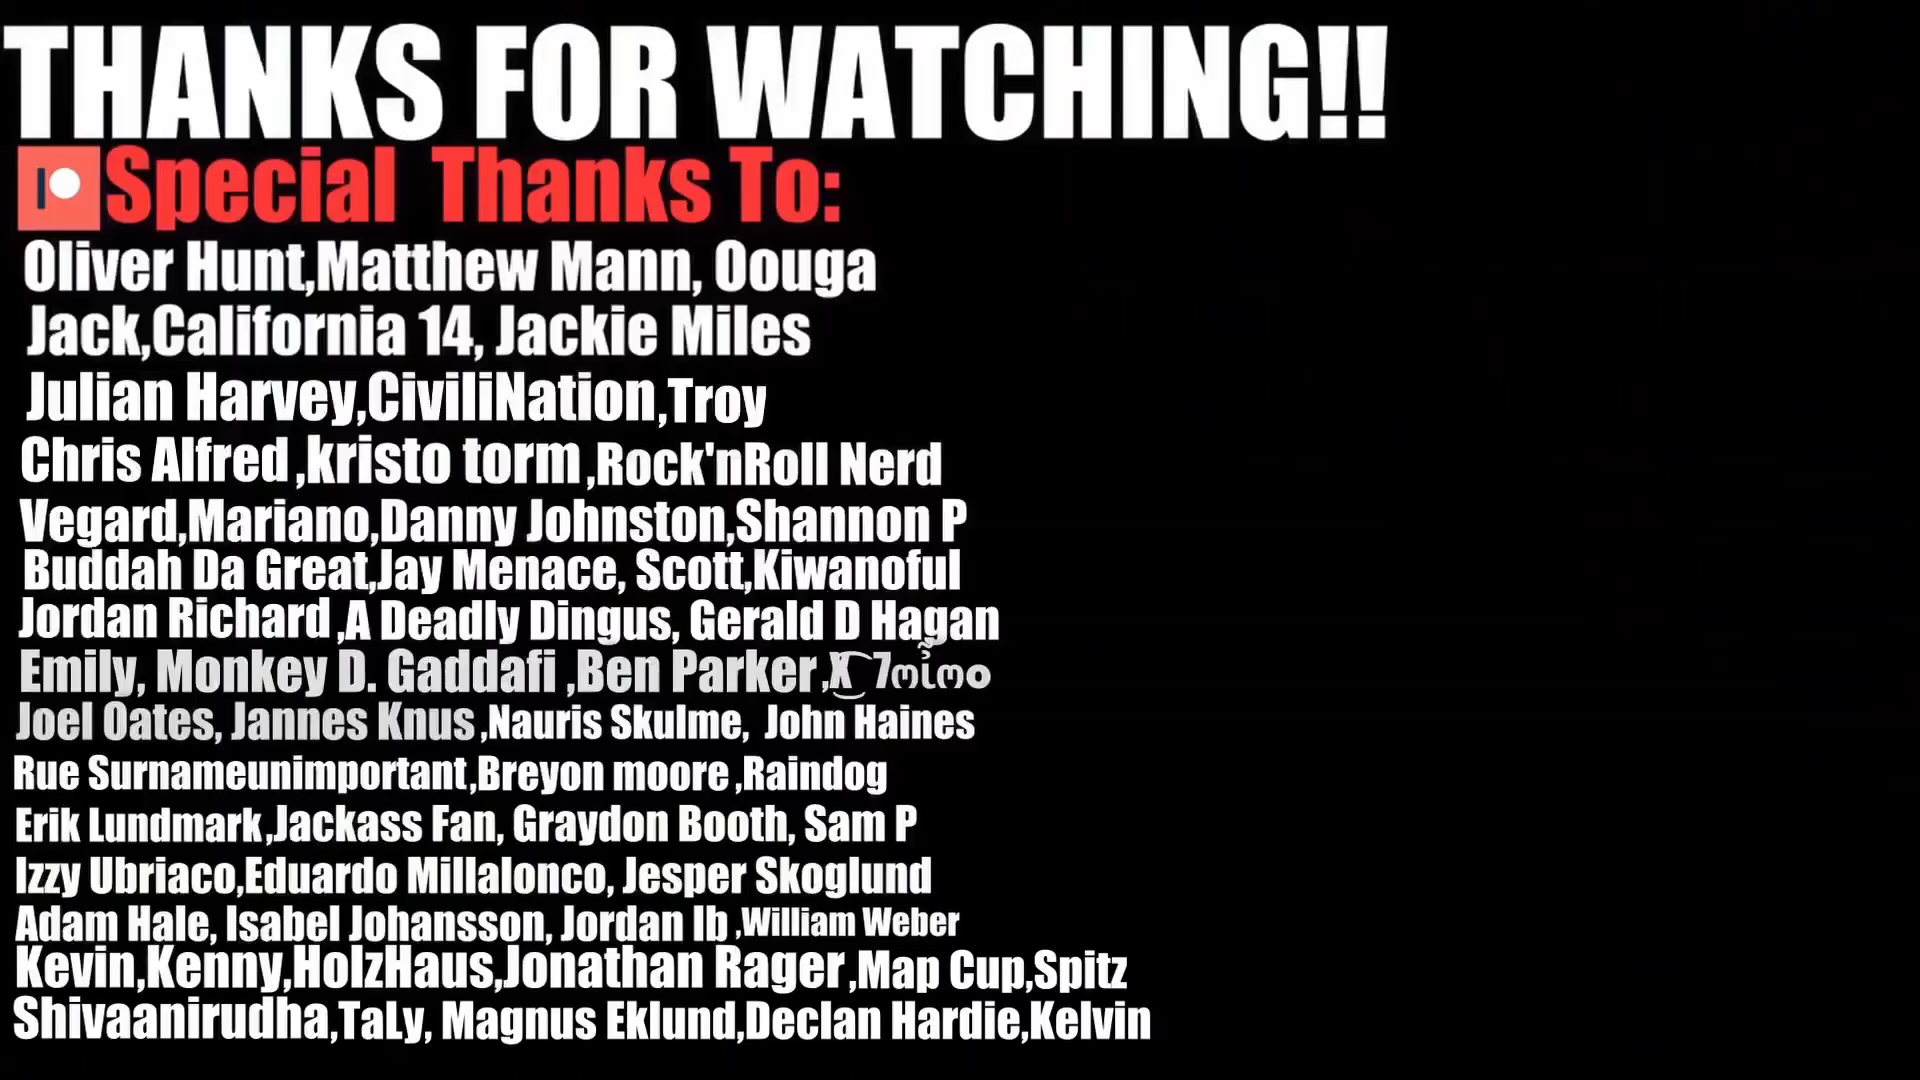 THANKS FOR WATCHING!!
Special Thanks To:
Oliver Hunt,Matthew Mann, Oouga
Jack,California 14, Jackie Miles
Julian Harvey,CiviliNation,Troy
Chris Alfred ,kristo torm ,Rock'nRoll Nerd
Vegard,Mariano,Danny Johnston,Shannon P
Buddah Da Great,Jay Menace, Scott,Kiwanoful
Jordan Richard ,A Deadly Dingus, Gerald D Hagan
Emily, Monkey D. Gaddafi ,Ben Parker
Joel Oates, Jannes Knus ,Nauris Skulme, John Haines
Rue Surnameunimportant,Breyon moore ,Raindog
Erik Lundmark,Jackass Fan, Graydon Booth, Sam P
Izzy Ubriaco,Eduardo Millalonco, Jesper Skoglund
Adam Hale, Isabel Johansson, Jordan Ib ,William Weber
Kevin,Kenny,HolzHaus,Jonathan Rager ,Map Cup,Spitz
Shivaanirudha,TaLy, Magnus Eklund,Declan Hardie,Kelvin